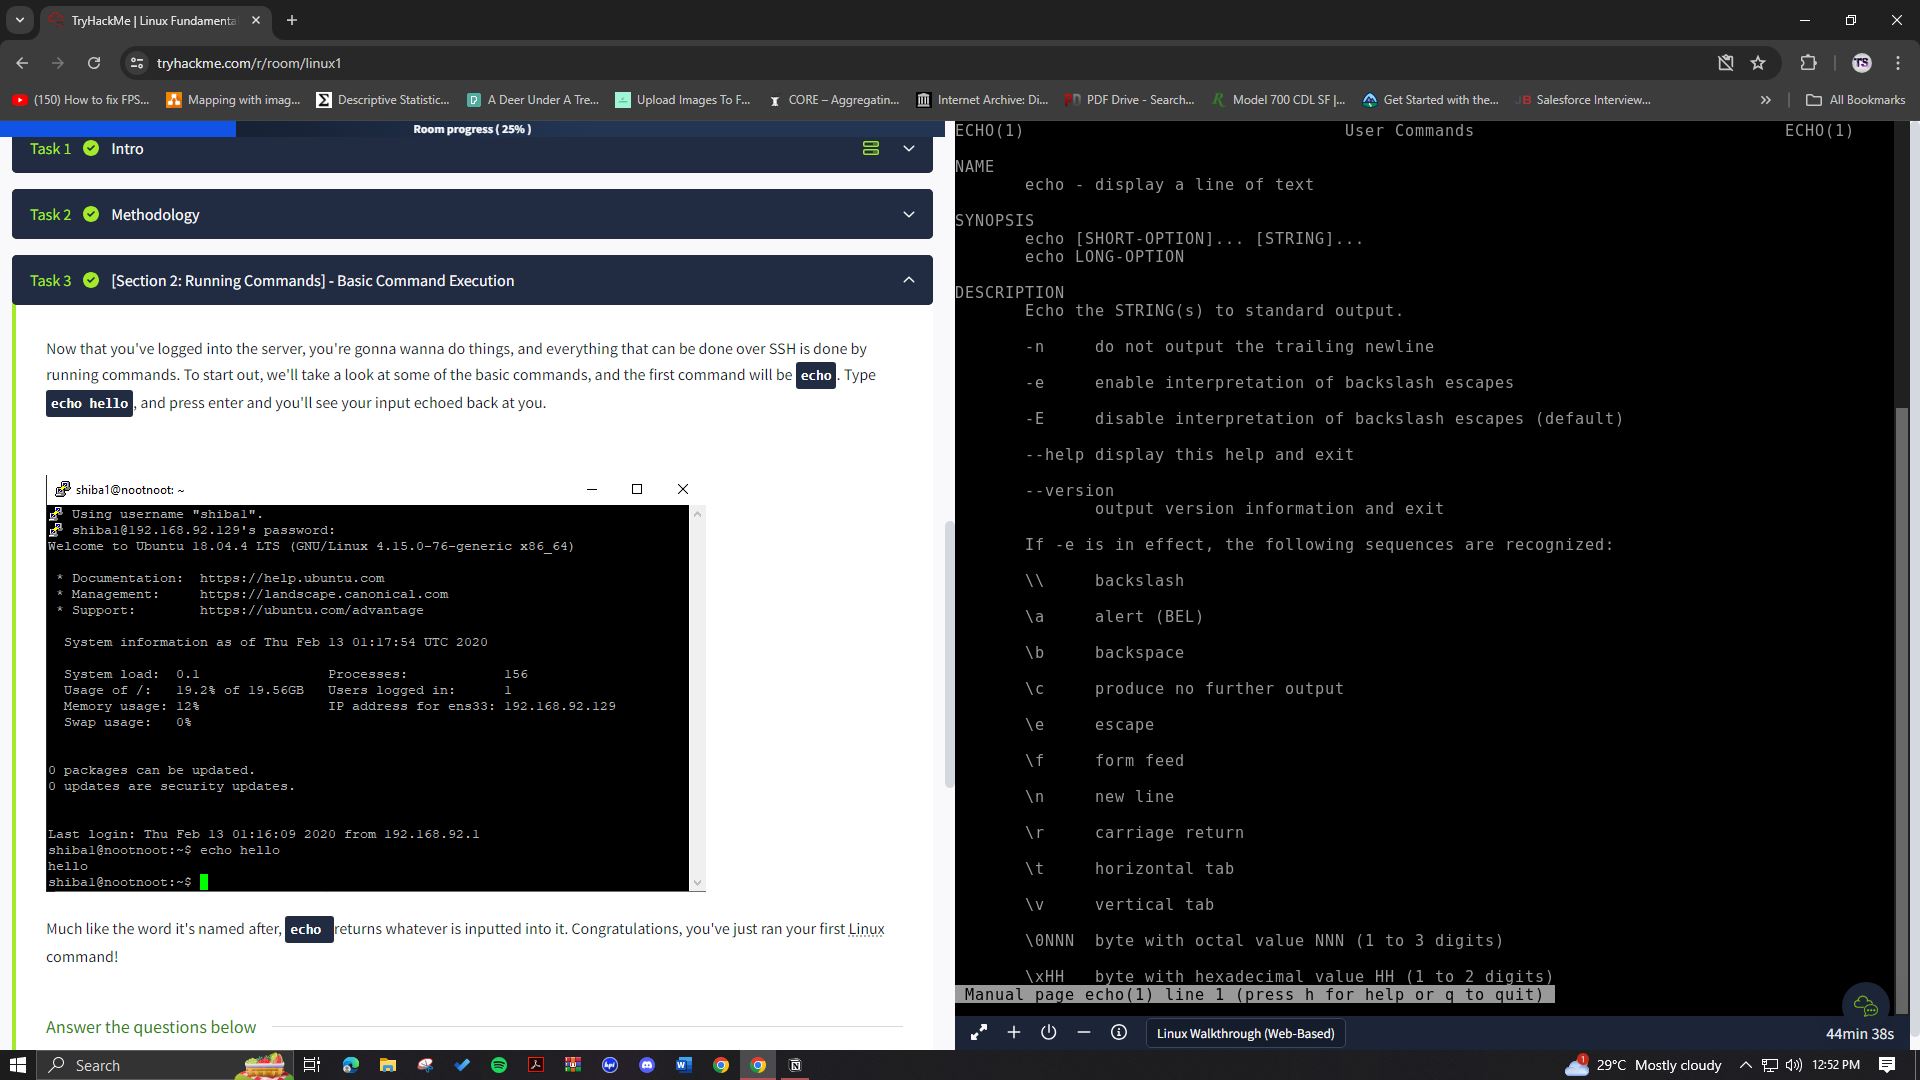 TryHackMe | Linux Fundamenta
tryhackme.com/r/room/linux1
TS
(150) How to fix FPS...
Mapping with imag...
Descriptive Statistic...
A Deer Under A Tre...
Upload Images To F...
CORE – Aggregatin...
Internet Archive: Di...
PDF Drive - Search...
Model 700 CDL SF |...
Get Started with the...
JB Salesforce Interview...
All Bookmarks
Room progress ( 25% )
Task 1 Intro
Task 2 Methodology
Task 3 [Section 2: Running Commands] - Basic Command Execution
Now that you've logged into the server, you're gonna wanna do things, and everything that can be done over SSH is done by
running commands. To start out, we'll take a look at some of the basic commands, and the first command will be echo . Type
echo hello , and press enter and you'll see your input echoed back at you.
shiba1@nootnoot: ~
Using username "shiba1".
shiba1@192.168.92.129's password:
Welcome to Ubuntu 18.04.4 LTS (GNU/Linux 4.15.0-76-generic x86_64)
* Documentation: https://help.ubuntu.com
* Management: https://landscape.canonical.com
* Support: https://ubuntu.com/advantage
System information as of Thu Feb 13 01:17:54 UTC 2020
System load: 0.1 Processes: 156
Usage of /: 19.2% of 19.56GB Users logged in: 1
Memory usage: 12% IP address for ens33: 192.168.92.129
Swap usage: 0%
0 packages can be updated.
0 updates are security updates.
Last login: Thu Feb 13 01:16:09 2020 from 192.168.92.1
shiba1@nootnoot:~$ echo hello
hello
shiba1@nootnoot:~$
Much like the word it's named after, echo returns whatever is inputted into it. Congratulations, you've just ran your first Linux
command!
Answer the questions below
ECHO(1) User Commands ECHO(1)
NAME
echo - display a line of text
SYNOPSIS
echo [SHORT-OPTION]... [STRING]...
echo LONG-OPTION
DESCRIPTION
Echo the STRING(s) to standard output.
-n do not output the trailing newline
-e enable interpretation of backslash escapes
-E disable interpretation of backslash escapes (default)
--help display this help and exit
--version
output version information and exit
If -e is in effect, the following sequences are recognized:
\\ backslash
\a alert (BEL)
\b backspace
\c produce no further output
\e escape
\f form feed
\n new line
\r carriage return
\t horizontal tab
\v vertical tab
\0NNN byte with octal value NNN (1 to 3 digits)
\xHH byte with hexadecimal value HH (1 to 2 digits)
Manual page echo(1) line 1 (press h for help or q to quit)
Linux Walkthrough (Web-Based)
44min 38s
Search
1
29°C Mostly cloudy
12:52 PM